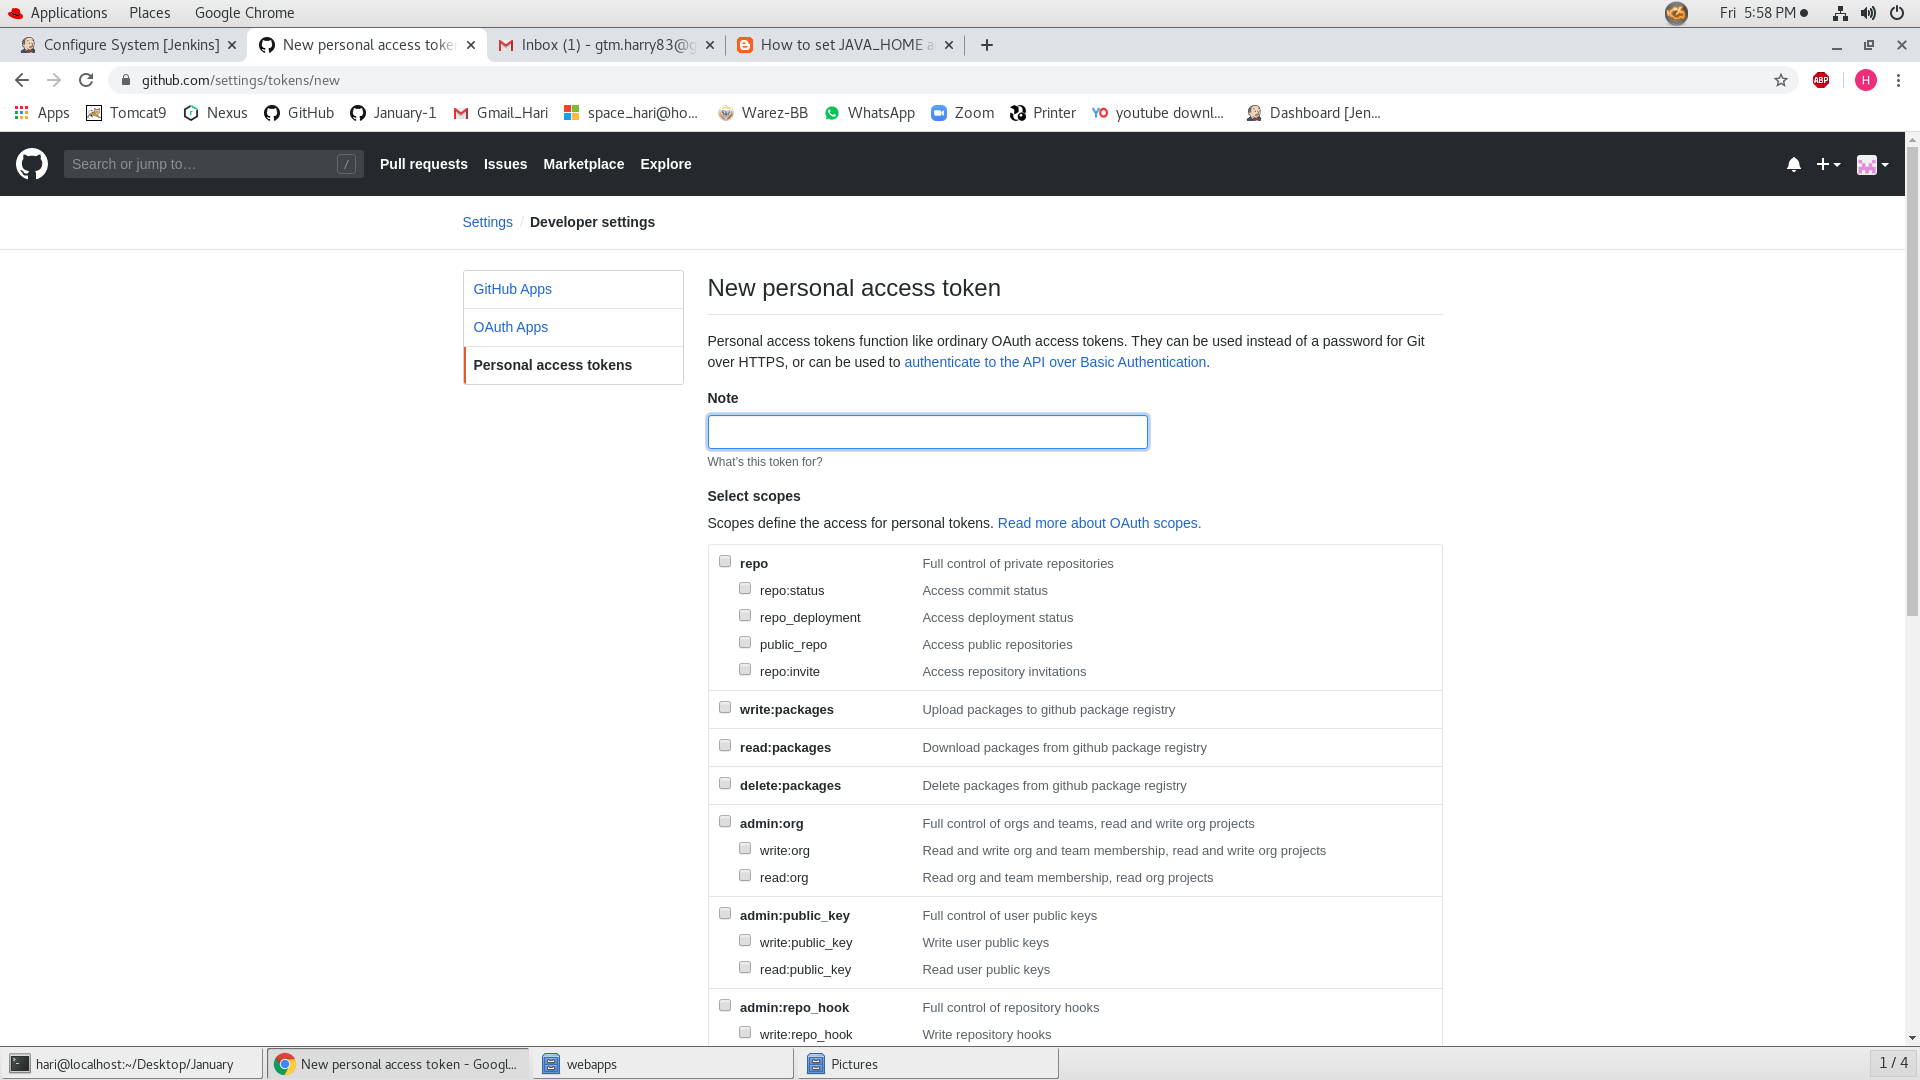 Applications Places Google Chrome Fri 5:58 PM
Configure System [Jenkins] New personal access toke Inbox (1) - gtm.harry83@g How to set JAVA_HOME a
github.com/settings/tokens/new ABP H
Apps Tomcat9 Nexus GitHub January-1 Gmail_Hari space_hari@ho... Warez-BB WhatsApp Zoom Printer YO youtube downl... Dashboard [Jen...
Search or jump to… / Pull requests Issues Marketplace Explore
Settings / Developer settings
GitHub Apps
OAuth Apps
Personal access tokens
New personal access token
Personal access tokens function like ordinary OAuth access tokens. They can be used instead of a password for Git
over HTTPS, or can be used to authenticate to the API over Basic Authentication.
Note
What's this token for?
Select scopes
Scopes define the access for personal tokens. Read more about OAuth scopes.
repo Full control of private repositories
repo:status Access commit status
repo_deployment Access deployment status
public_repo Access public repositories
repo:invite Access repository invitations
write:packages Upload packages to github package registry
read:packages Download packages from github package registry
delete:packages Delete packages from github package registry
admin:org Full control of orgs and teams, read and write org projects
write:org Read and write org and team membership, read and write org projects
read:org Read org and team membership, read org projects
admin:public_key Full control of user public keys
write:public_key Write user public keys
read:public_key Read user public keys
admin:repo_hook Full control of repository hooks
write:repo_hook Write repository hooks
hari@localhost:~/Desktop/January New personal access token - Googl... webapps Pictures 1 / 4